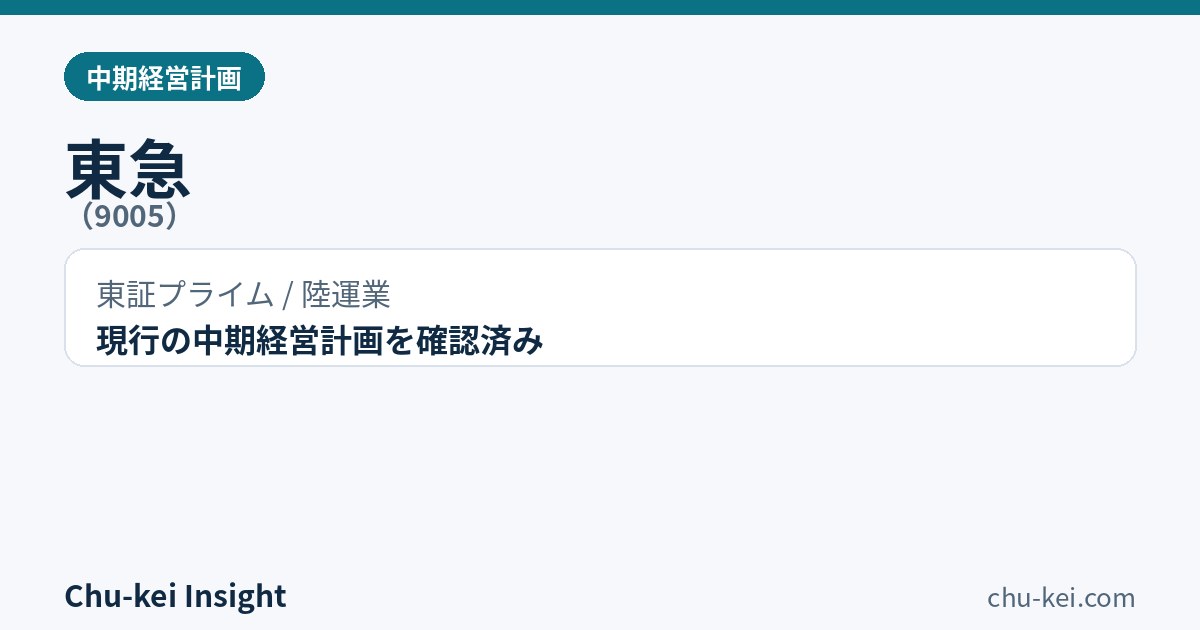 中期経営計画
東急
（9005）
東証プライム / 陸運業
現行の中期経営計画を確認済み
Chu-kei Insight
chu-kei.com